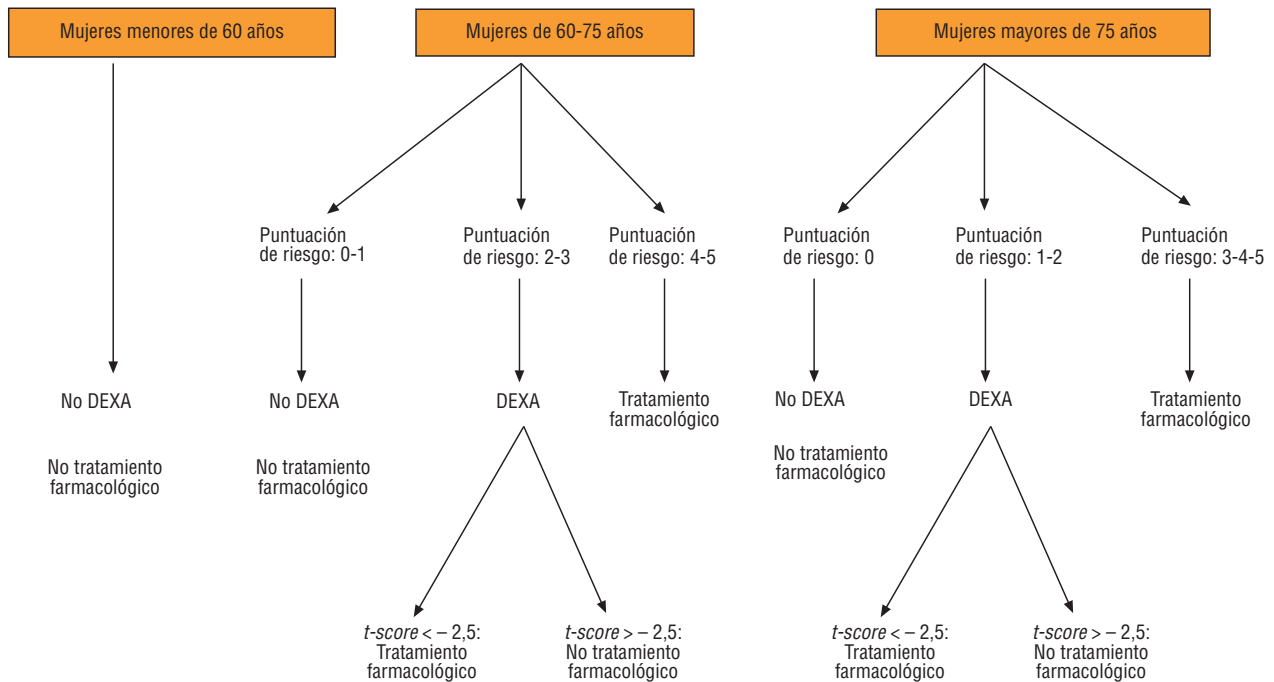 Mujeres menores de 60 años
Mujeres de 60-75 años
Mujeres mayores de 75 años
Puntuación
de riesgo: 0-1
Puntuación
de riesgo: 2-3
Puntuación
de riesgo: 4-5
Puntuación
de riesgo: 0
Puntuación
de riesgo: 1-2
Puntuación
de riesgo: 3-4-5
No DEXA
No tratamiento
farmacológico
No DEXA
No tratamiento
farmacológico
DEXA
Tratamiento
farmacológico
No DEXA
No tratamiento
farmacológico
DEXA
Tratamiento
farmacológico
t-score < – 2,5:
Tratamiento
farmacológico
t-score > – 2,5:
No tratamiento
farmacológico
t-score < – 2,5:
Tratamiento
farmacológico
t-score > – 2,5:
No tratamiento
farmacológico